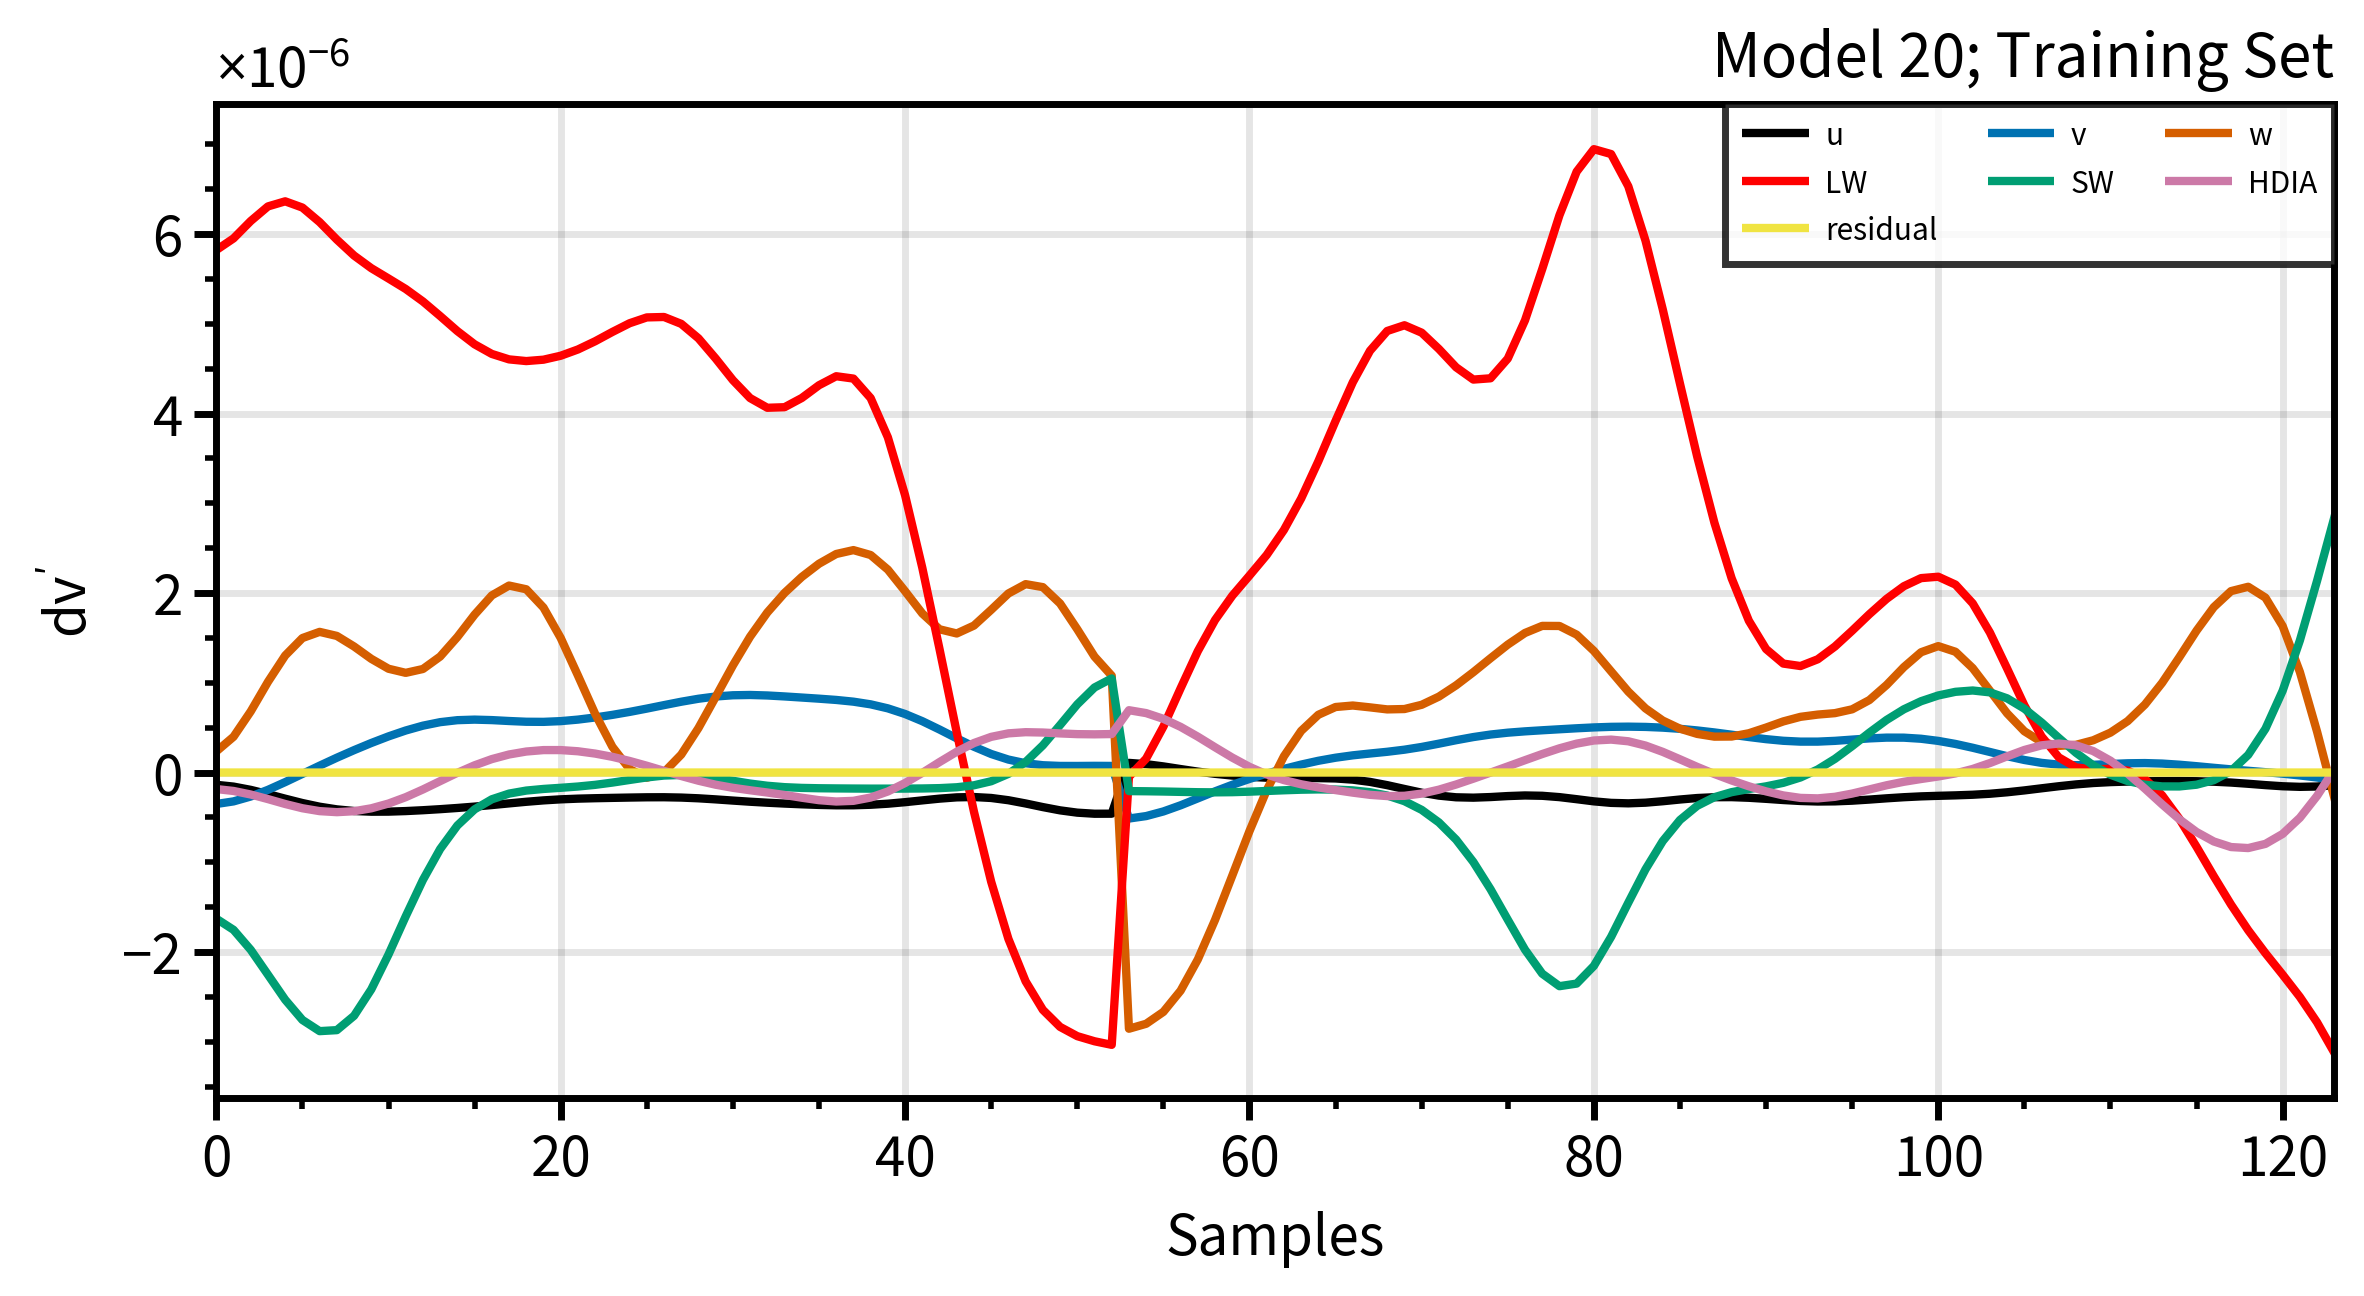 ×10⁻⁶
Model 20; Training Set
u v w
LW SW HDIA
residual
6
4
2
0
−2
dv′
0 20 40 60 80 100 120
Samples